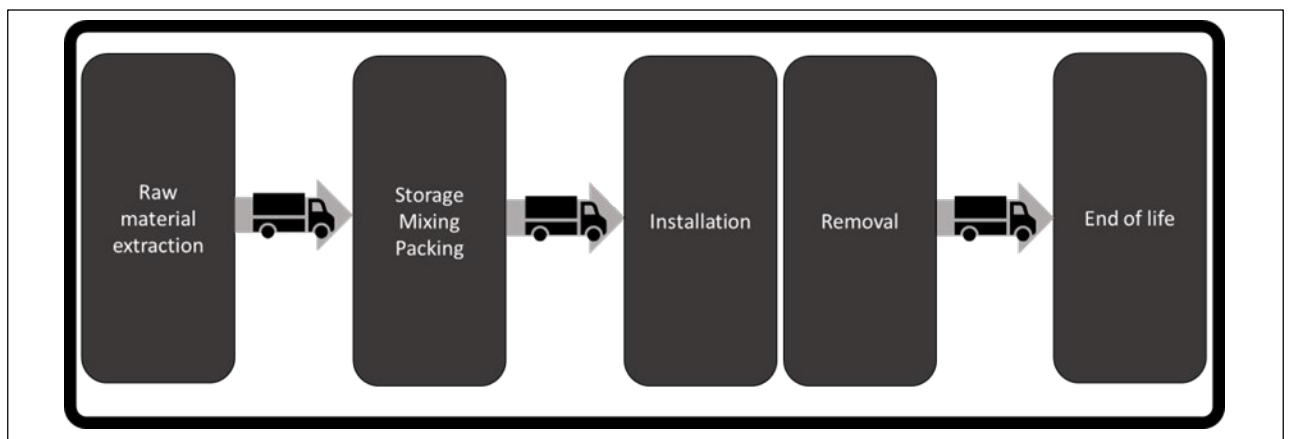 Raw
material
extraction
Storage
Mixing
Packing
Installation
Removal
End of life